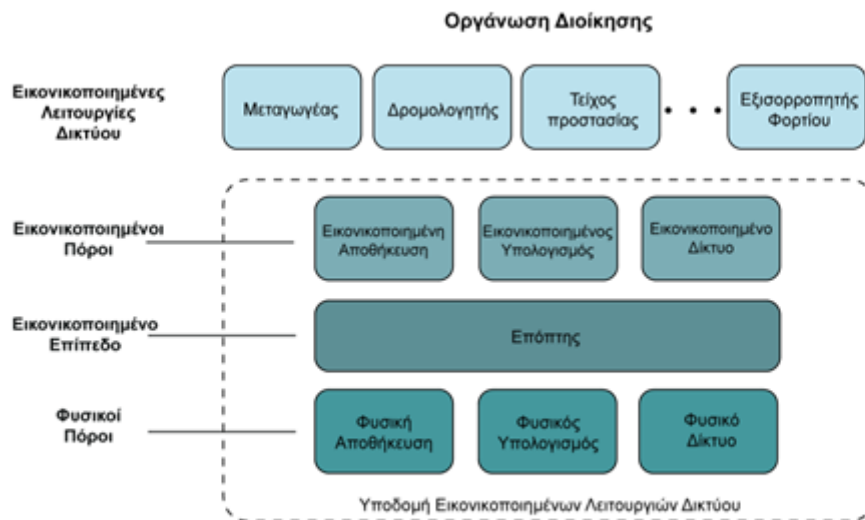 Οργάνωση Διοίκησης
Εικονικοποιημένες
Λειτουργίες
Δικτύου
Μεταγωγέας
Δρομολογητής
Τείχος
προστασίας
• • •
Εξισορροπητής
Φορτίου
Εικονικοποιημένοι
Πόροι
Εικονικοποιημένη
Αποθήκευση
Εικονικοποιημένος
Υπολογισμός
Εικονικοποιημένο
Δίκτυο
Εικονικοποιημένο
Επίπεδο
Επόπτης
Φυσικοί
Πόροι
Φυσική
Αποθήκευση
Φυσικός
Υπολογισμός
Φυσικό
Δίκτυο
Υποδομή Εικονικοποιημένων Λειτουργιών Δικτύου